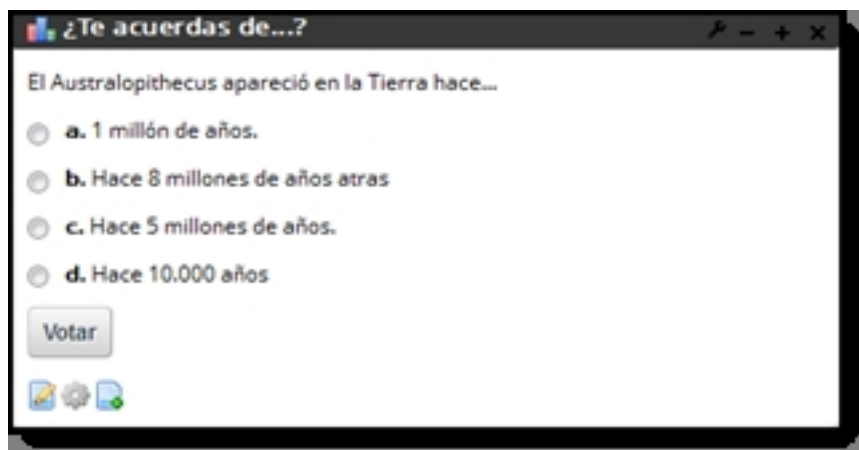 ¿Te acuerdas de...?
El Australopithecus apareció en la Tierra hace...
a. 1 millón de años.
b. Hace 8 millones de años atras
c. Hace 5 millones de años.
d. Hace 10.000 años
Votar